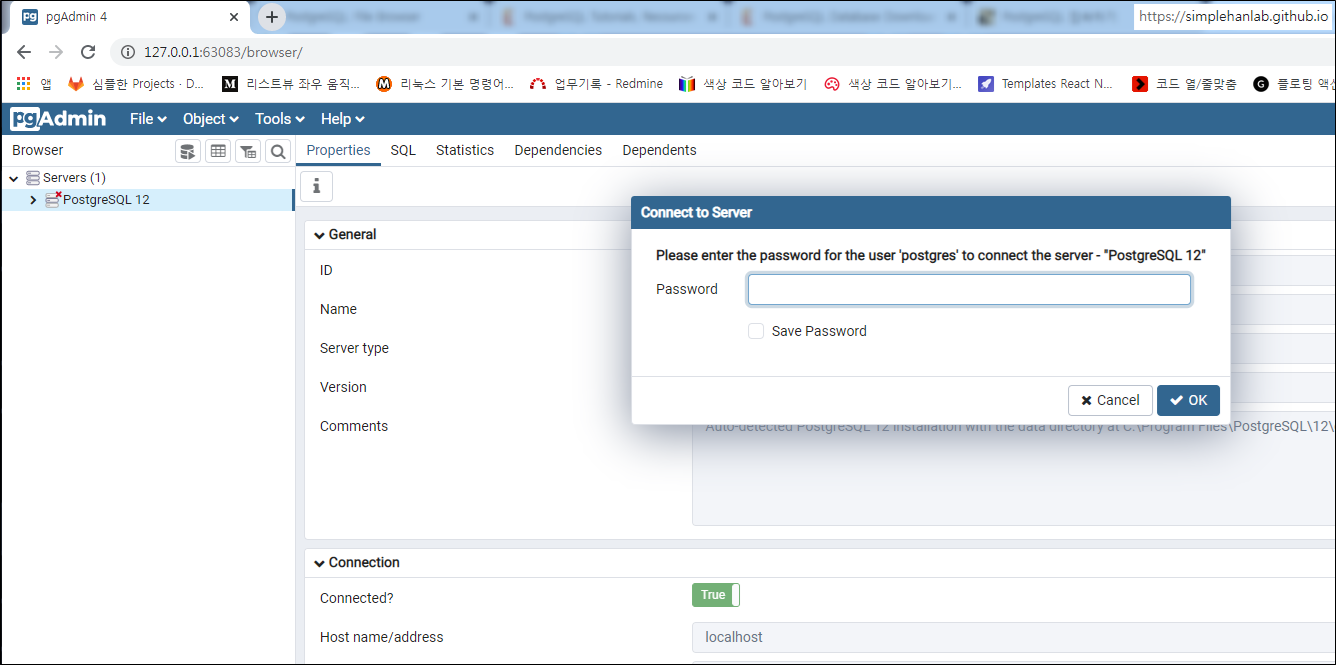 pgAdmin 4
https://simplehanlab.github.io
127.0.0.1:63083/browser/
앱 심플한 Projects · D... 리스트뷰 좌우 움직... 리눅스 기본 명령어... 업무기록 - Redmine 색상 코드 알아보기 색상 코드 알아보기... Templates React N... 코드 열/줄맞춤 플로팅 액션
pgAdmin File Object Tools Help
Browser Properties SQL Statistics Dependencies Dependents
Servers (1)
PostgreSQL 12
Connect to Server
General
Please enter the password for the user 'postgres' to connect the server - "PostgreSQL 12"
ID
Password
Name
Save Password
Server type
Version
Cancel OK
Comments Auto-detected PostgreSQL 12 installation with the data directory at C:\Program Files\PostgreSQL\12\
Connection
Connected? True
Host name/address localhost